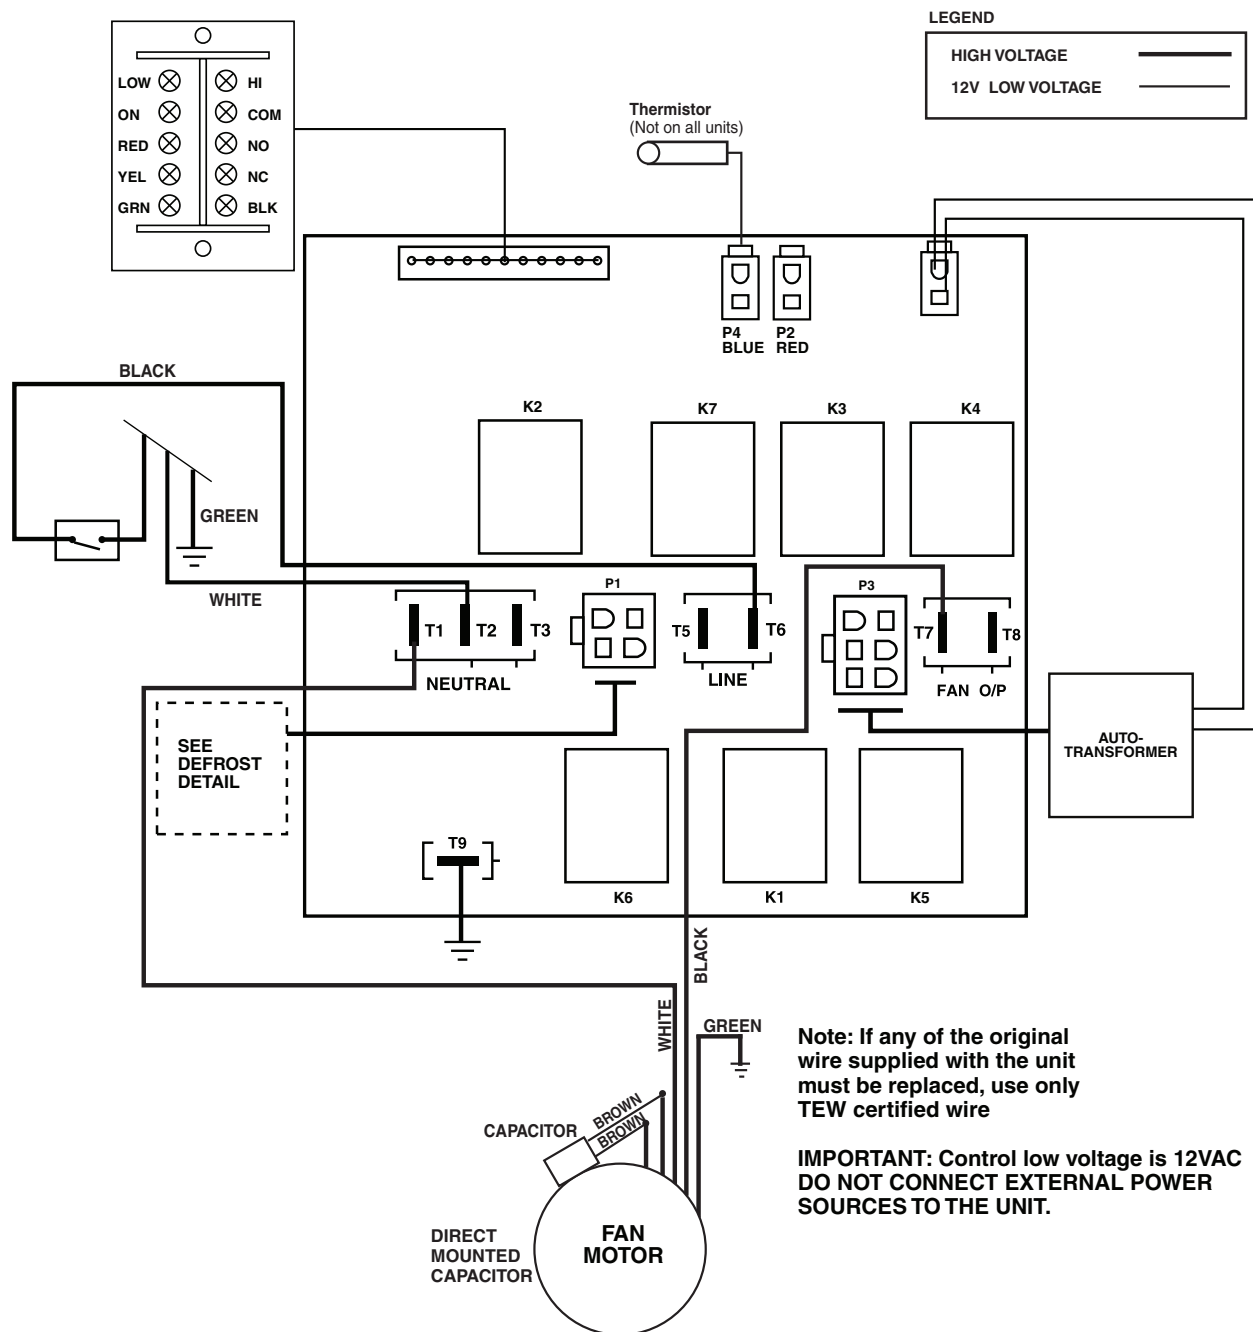 LEGEND
HIGH VOLTAGE
12V LOW VOLTAGE
LOW
HI
ON
COM
RED
NO
YEL
NC
GRN
BLK
Thermistor
(Not on all units)
P4
BLUE
P2
RED
BLACK
GREEN
WHITE
K2
K7
K3
K4
P1
P3
T1
T2
T3
T5
T6
T7
T8
NEUTRAL
LINE
FAN
O/P
SEE
DEFROST
DETAIL
AUTO-
TRANSFORMER
T9
K6
K1
K5
BLACK
WHITE
GREEN
BROWN
BROWN
CAPACITOR
DIRECT
MOUNTED
CAPACITOR
FAN
MOTOR
Note: If any of the original
wire supplied with the unit
must be replaced, use only
TEW certified wire
IMPORTANT: Control low voltage is 12VAC
DO NOT CONNECT EXTERNAL POWER
SOURCES TO THE UNIT.